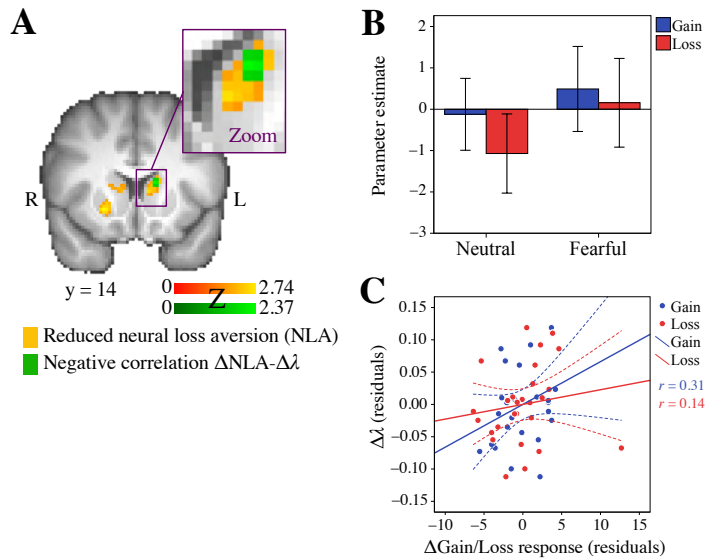 A
Zoom
R
L
y = 14
0
Z
2.74
0
2.37
Reduced neural loss aversion (NLA)
Negative correlation ΔNLA-Δλ
B
Gain
Loss
Parameter estimate
3
2
1
0
−1
−2
−3
Neutral
Fearful
C
Gain
Loss
Gain
Loss
r = 0.31
r = 0.14
Δλ (residuals)
0.15
0.10
0.05
0.00
−0.05
−0.10
−0.15
−10
−5
0
5
10
15
ΔGain/Loss response (residuals)